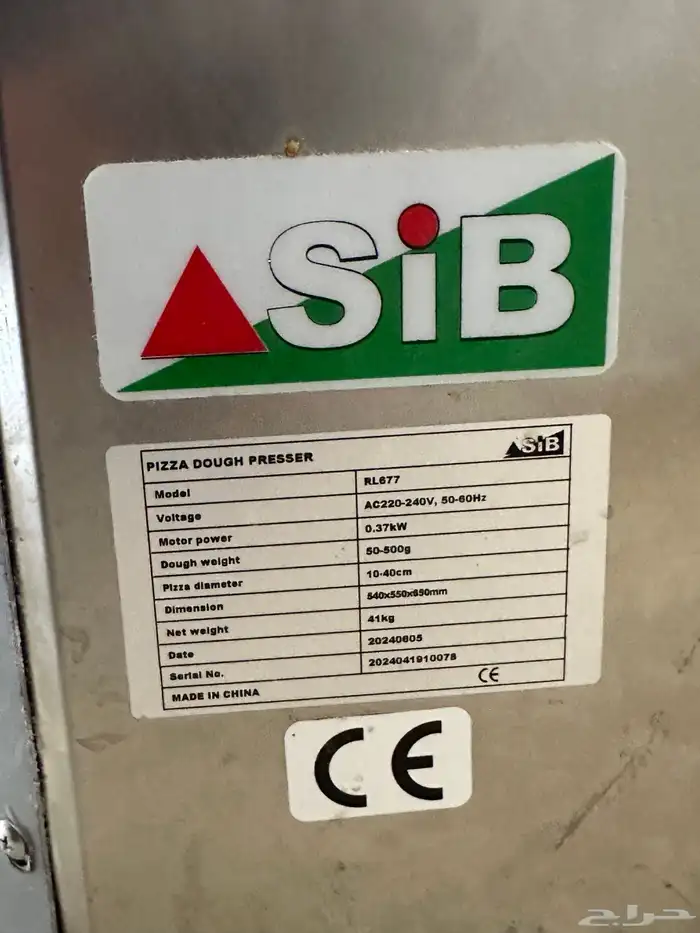 SiB
PIZZA DOUGH PRESSER SiB
Model RL677
Voltage AC220-240V, 50-60Hz
Motor power 0.37kW
Dough weight 50-500g
Pizza diameter 10-40cm
Dimension 540x550x650mm
Net weight 41kg
Date 20240605
Serial No. 2024041910078
MADE IN CHINA CE
CE
حراج